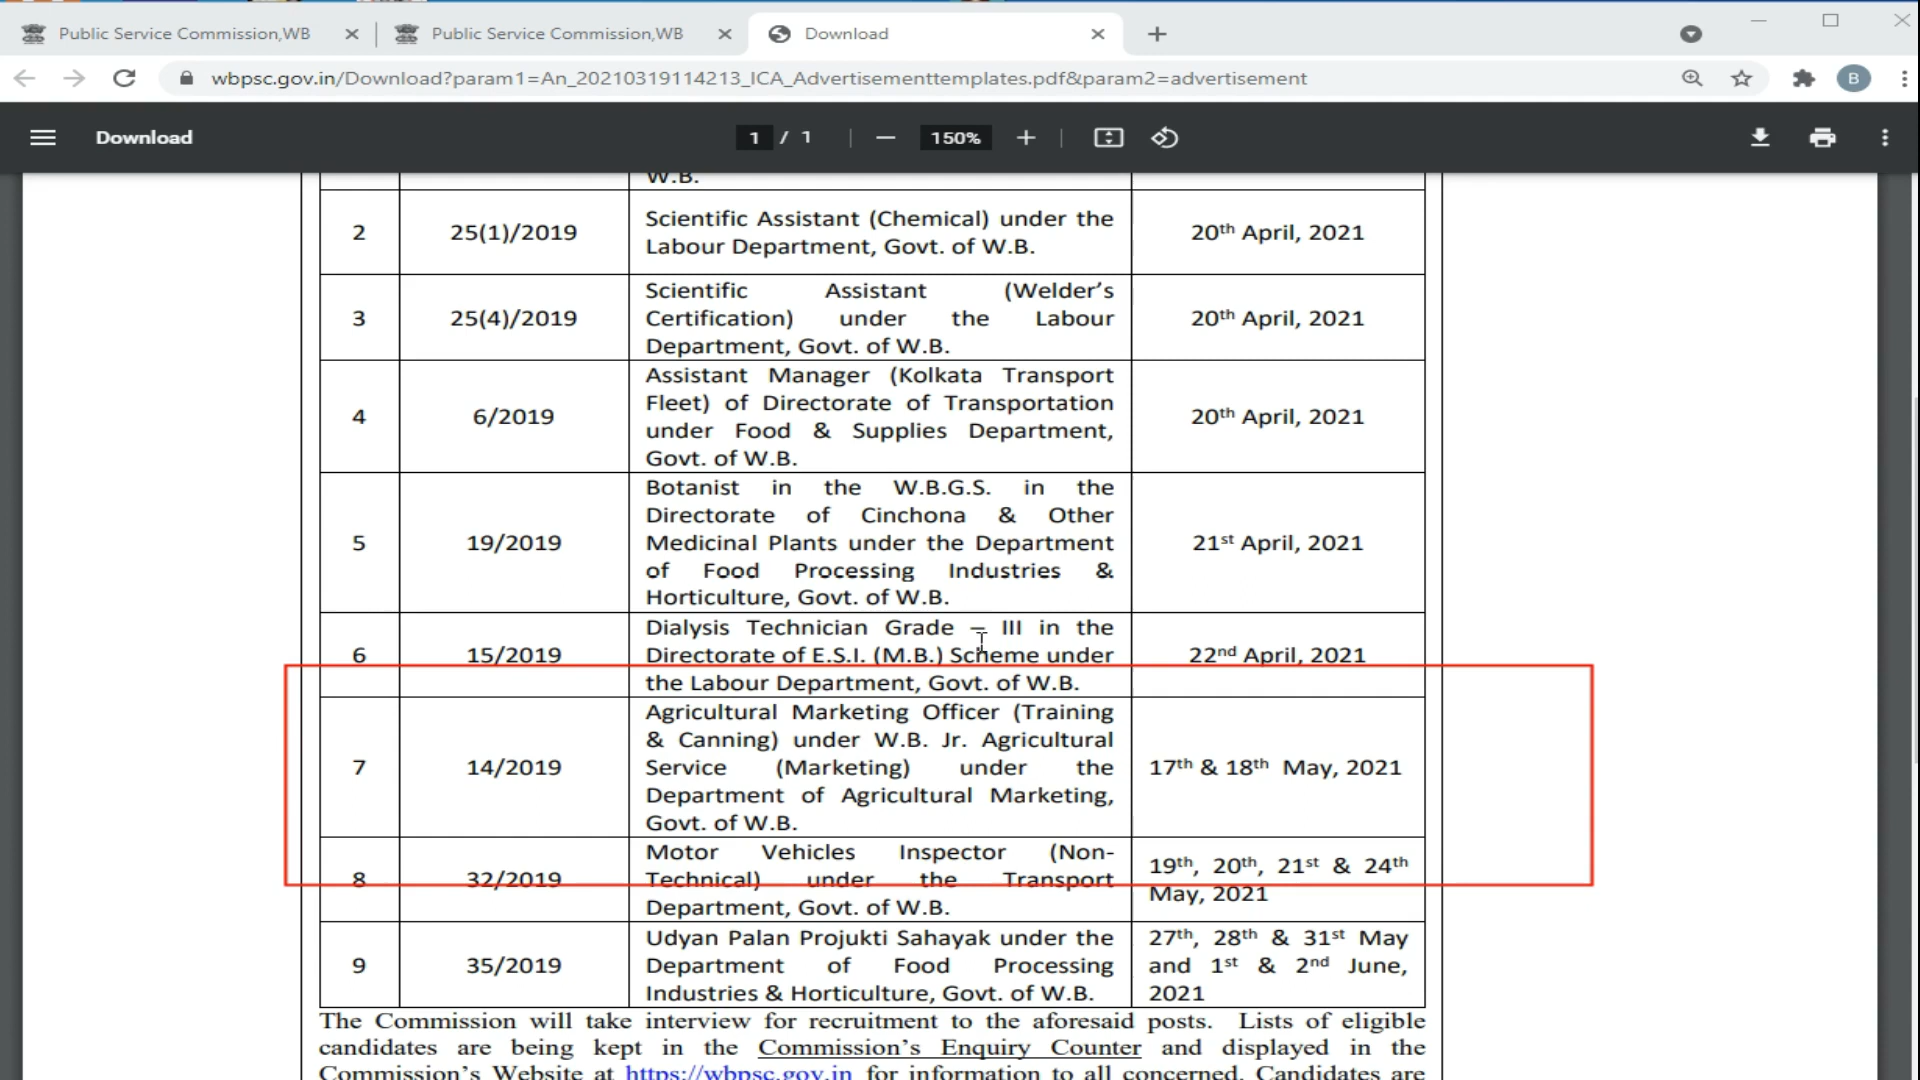 Public Service Commission,WB
Public Service Commission,WB
Download
wbpsc.gov.in/Download?param1=An_20210319114213_ICA_Advertisementtemplates.pdf&param2=advertisement
B
Download
1 / 1
150%
W.B.
2
25(1)/2019
Scientific Assistant (Chemical) under the
Labour Department, Govt. of W.B.
20th April, 2021
3
25(4)/2019
Scientific Assistant (Welder’s
Certification) under the Labour
Department, Govt. of W.B.
20th April, 2021
4
6/2019
Assistant Manager (Kolkata Transport
Fleet) of Directorate of Transportation
under Food & Supplies Department,
Govt. of W.B.
20th April, 2021
5
19/2019
Botanist in the W.B.G.S. in the
Directorate of Cinchona & Other
Medicinal Plants under the Department
of Food Processing Industries &
Horticulture, Govt. of W.B.
21st April, 2021
6
15/2019
Dialysis Technician Grade – III in the
Directorate of E.S.I. (M.B.) Scheme under
the Labour Department, Govt. of W.B.
22nd April, 2021
7
14/2019
Agricultural Marketing Officer (Training
& Canning) under W.B. Jr. Agricultural
Service (Marketing) under the
Department of Agricultural Marketing,
Govt. of W.B.
17th & 18th May, 2021
8
32/2019
Motor Vehicles Inspector (Non-
Technical) under the Transport
Department, Govt. of W.B.
19th, 20th, 21st & 24th
May, 2021
9
35/2019
Udyan Palan Projukti Sahayak under the
Department of Food Processing
Industries & Horticulture, Govt. of W.B.
27th, 28th & 31st May
and 1st & 2nd June,
2021
The Commission will take interview for recruitment to the aforesaid posts. Lists of eligible
candidates are being kept in the Commission’s Enquiry Counter and displayed in the
Commission’s Website at https://wbpsc.gov.in for information to all concerned. Candidates are